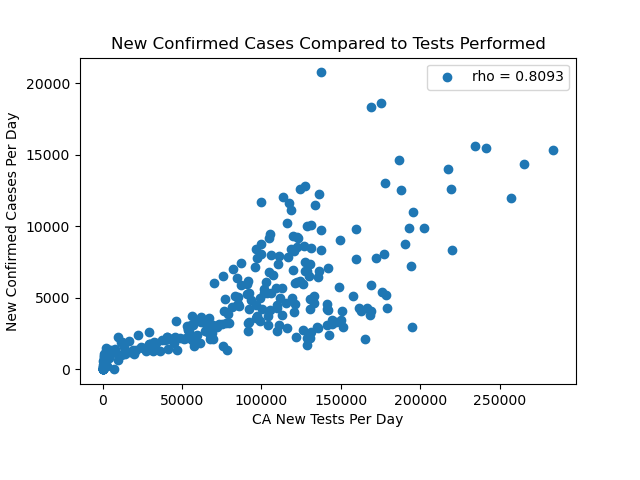 New Confirmed Cases Compared to Tests Performed
rho = 0.8093
New Confirmed Caeses Per Day
20000
15000
10000
5000
0
0 50000 100000 150000 200000 250000
CA New Tests Per Day